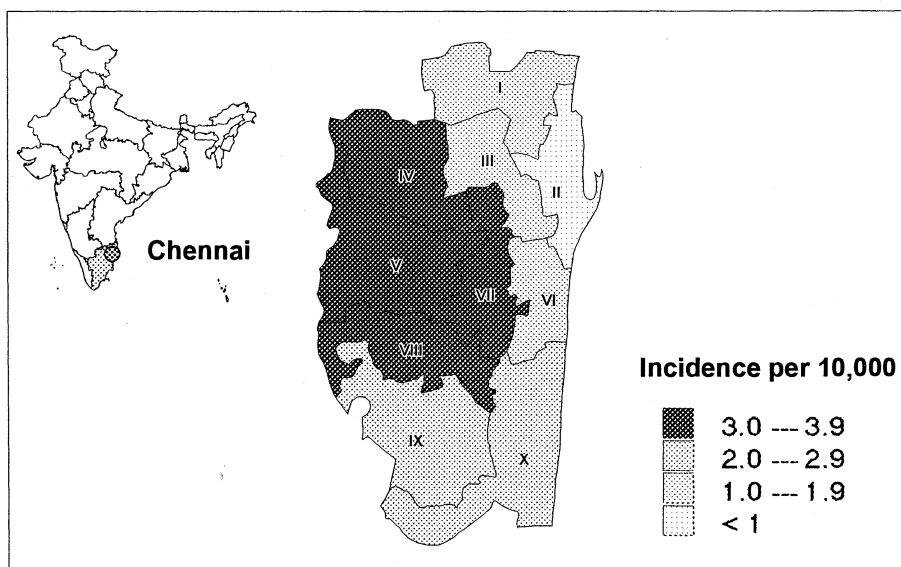 Chennai
I
II
III
IV
V
VI
VII
VIII
IX
X
Incidence per 10,000
3.0 --- 3.9
2.0 --- 2.9
1.0 --- 1.9
< 1